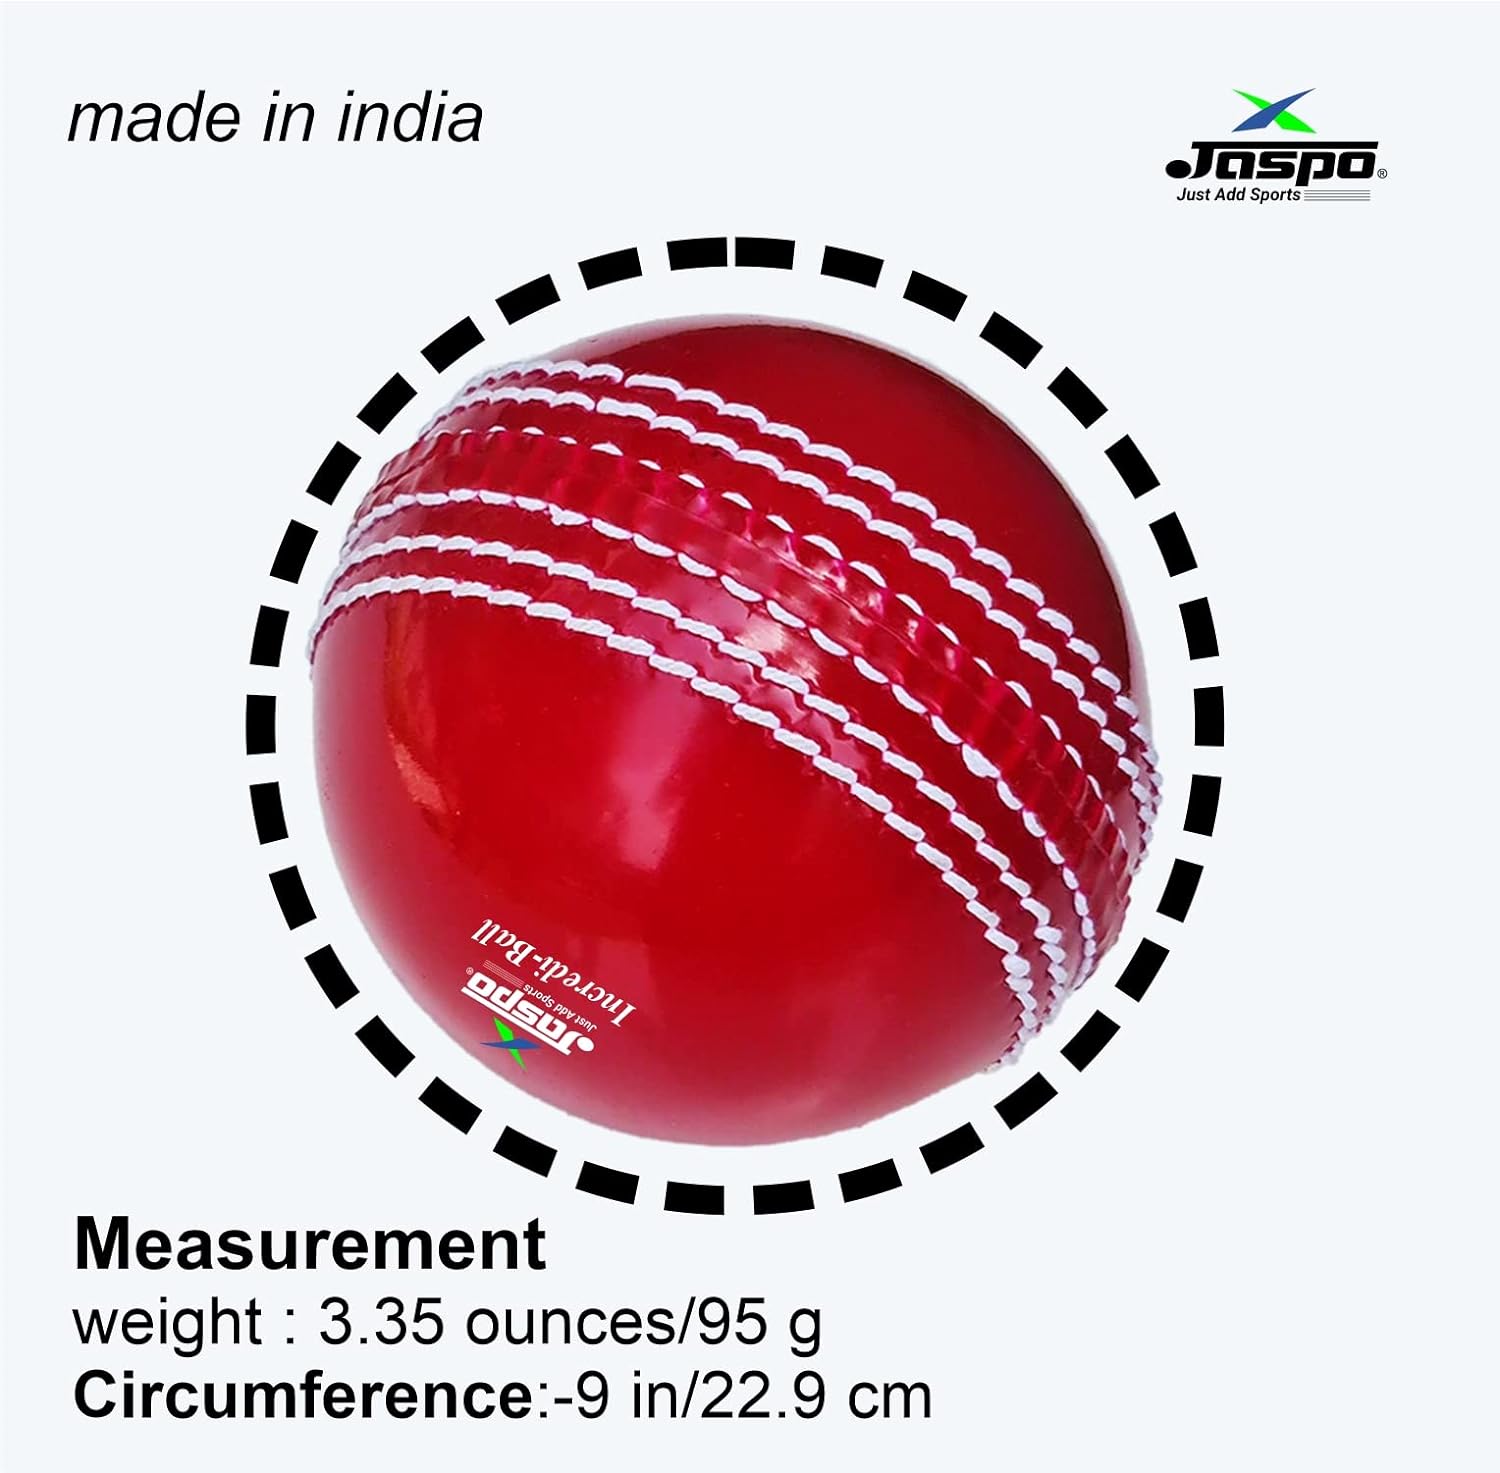 made in india
Jaspo®
Just Add Sports
Incredi-Ball
Just Add Sports
Jaspo®
Measurement
weight : 3.35 ounces/95 g
Circumference:-9 in/22.9 cm